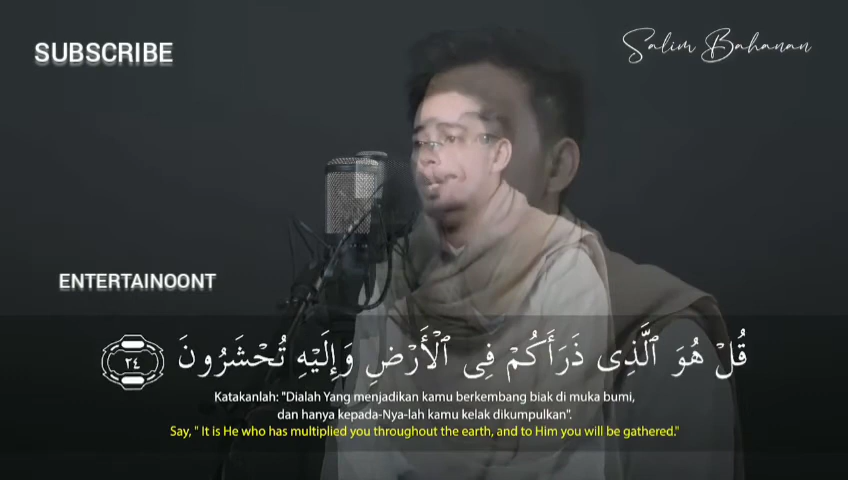 SUBSCRIBE
Salim Bahanan
ENTERTAINOONT
قُلْ هُوَ ٱلَّذِى ذَرَأَكُمْ فِى ٱلْأَرْضِ وَإِلَيْهِ تُحْشَرُونَ ٢٤
Katakanlah: "Dialah Yang menjadikan kamu berkembang biak di muka bumi,
dan hanya kepada-Nya-lah kamu kelak dikumpulkan".
Say, " It is He who has multiplied you throughout the earth, and to Him you will be gathered."